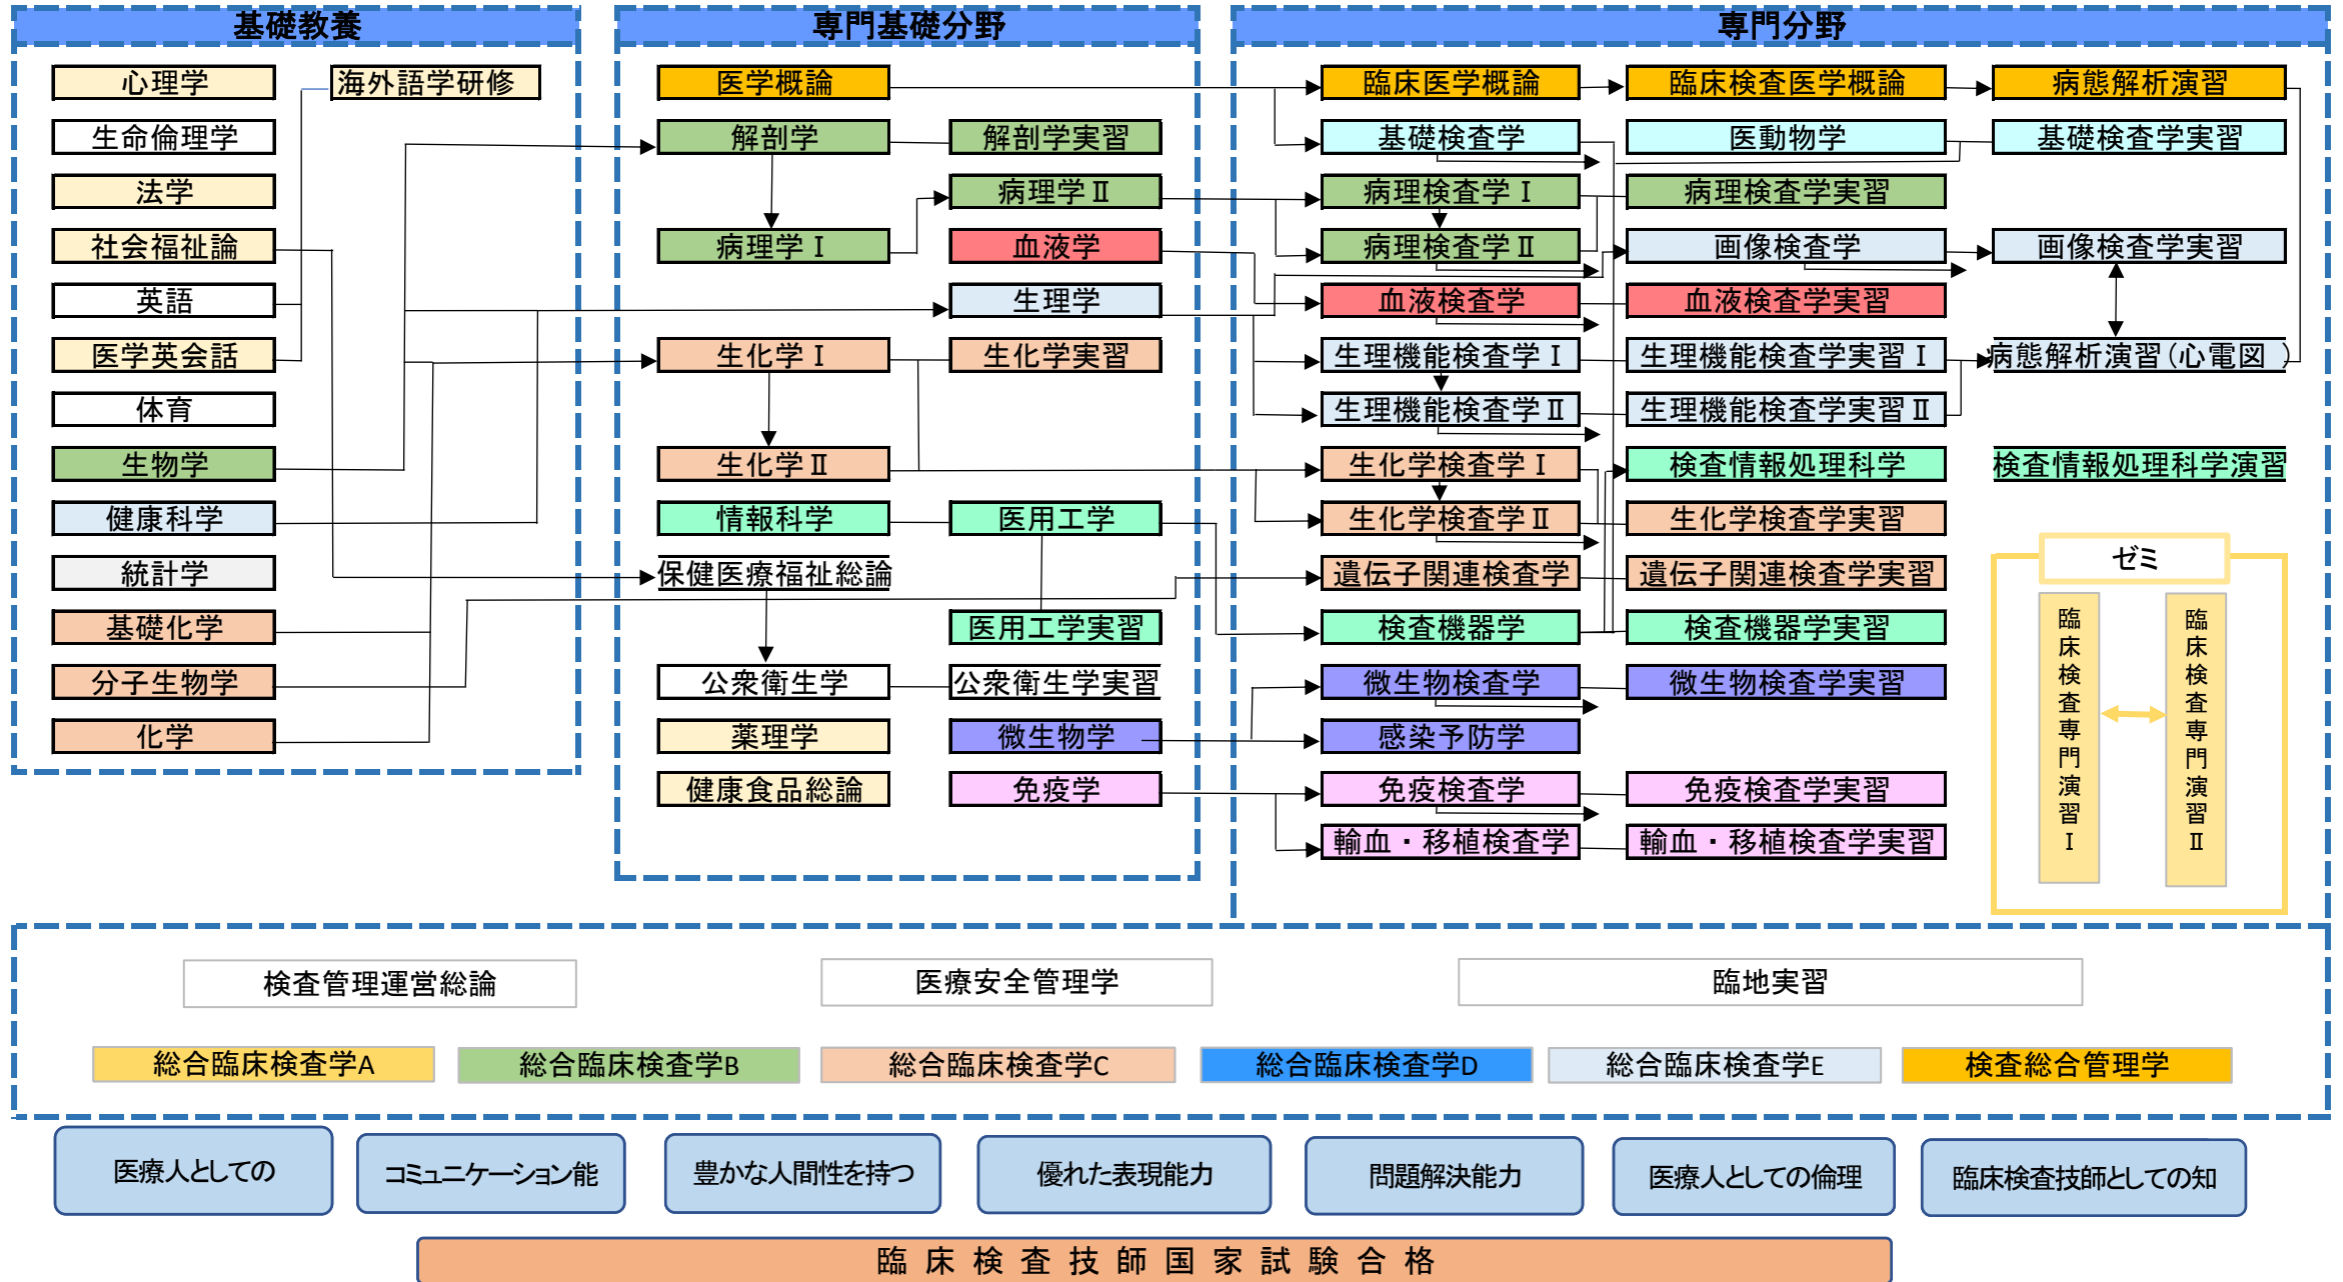 基礎教養
専門基礎分野
専門分野
心理学
海外語学研修
医学概論
臨床医学概論
臨床検査医学概論
病態解析演習
生命倫理学
解剖学
解剖学実習
基礎検査学
医動物学
基礎検査学実習
法学
病理学Ⅱ
病理検査学Ⅰ
病理検査学実習
社会福祉論
病理学Ⅰ
血液学
病理検査学Ⅱ
画像検査学
画像検査学実習
英語
生理学
血液検査学
血液検査学実習
医学英会話
生化学Ⅰ
生化学実習
生理機能検査学Ⅰ
生理機能検査学実習Ⅰ
病態解析演習(心電図 )
体育
生理機能検査学Ⅱ
生理機能検査学実習Ⅱ
生物学
生化学Ⅱ
生化学検査学Ⅰ
検査情報処理科学
検査情報処理科学演習
健康科学
情報科学
医用工学
生化学検査学Ⅱ
生化学検査学実習
統計学
保健医療福祉総論
遺伝子関連検査学
遺伝子関連検査学実習
ゼミ
基礎化学
医用工学実習
検査機器学
検査機器学実習
臨床検査専門演習Ⅰ
臨床検査専門演習Ⅱ
分子生物学
公衆衛生学
公衆衛生学実習
微生物検査学
微生物検査学実習
化学
薬理学
微生物学
感染予防学
健康食品総論
免疫学
免疫検査学
免疫検査学実習
輸血・移植検査学
輸血・移植検査学実習
検査管理運営総論
医療安全管理学
臨地実習
総合臨床検査学A
総合臨床検査学B
総合臨床検査学C
総合臨床検査学D
総合臨床検査学E
検査総合管理学
医療人としての
コミュニケーション能
豊かな人間性を持つ
優れた表現能力
問題解決能力
医療人としての倫理
臨床検査技師としての知
臨床検査技師国家試験合格